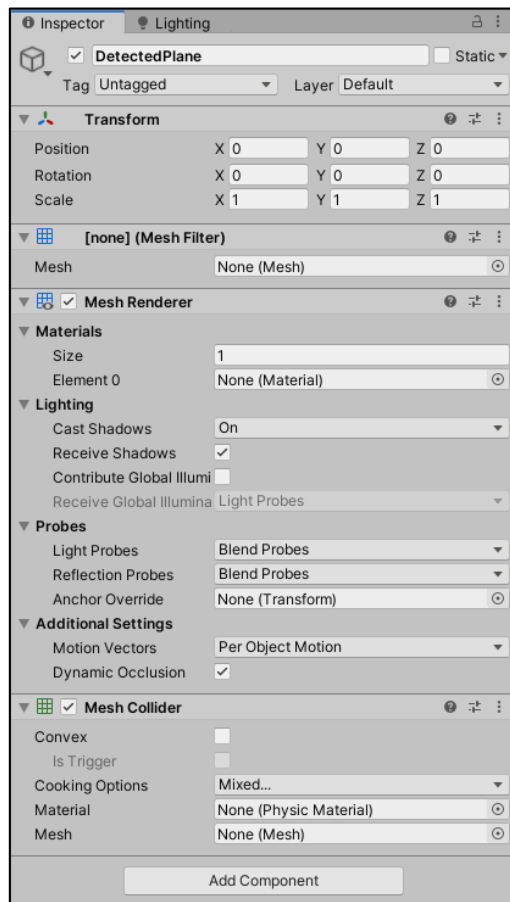 Inspector Lighting
DetectedPlane Static
Tag Untagged Layer Default
Transform
Position X 0 Y 0 Z 0
Rotation X 0 Y 0 Z 0
Scale X 1 Y 1 Z 1
[none] (Mesh Filter)
Mesh None (Mesh)
Mesh Renderer
Materials
Size 1
Element 0 None (Material)
Lighting
Cast Shadows On
Receive Shadows
Contribute Global Illumi
Receive Global Illumina Light Probes
Probes
Light Probes Blend Probes
Reflection Probes Blend Probes
Anchor Override None (Transform)
Additional Settings
Motion Vectors Per Object Motion
Dynamic Occlusion
Mesh Collider
Convex
Is Trigger
Cooking Options Mixed...
Material None (Physic Material)
Mesh None (Mesh)
Add Component